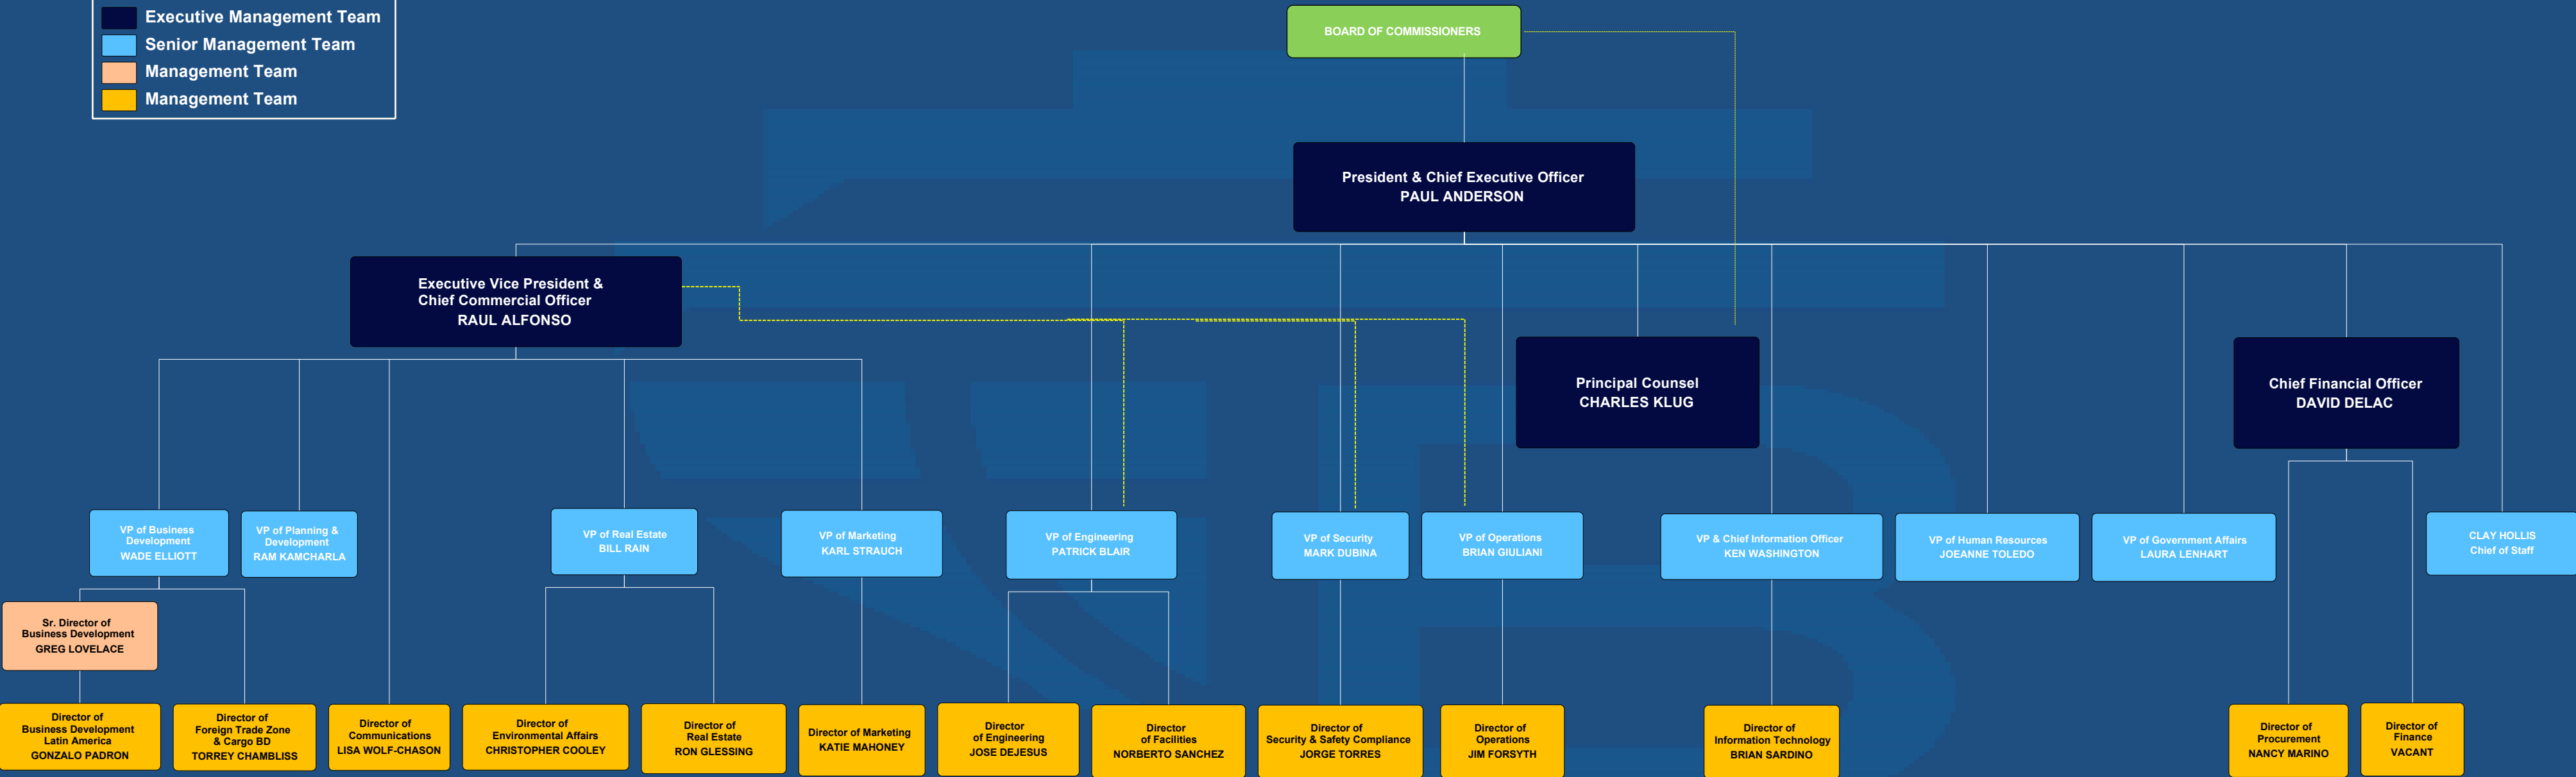 Executive Management Team
Senior Management Team
Management Team
Management Team
BOARD OF COMMISSIONERS
President & Chief Executive Officer
PAUL ANDERSON
Executive Vice President &
Chief Commercial Officer
RAUL ALFONSO
Principal Counsel
CHARLES KLUG
Chief Financial Officer
DAVID DELAC
VP of Business
Development
WADE ELLIOTT
VP of Planning &
Development
RAM KAMCHARLA
VP of Real Estate
BILL RAIN
VP of Marketing
KARL STRAUCH
VP of Engineering
PATRICK BLAIR
VP of Security
MARK DUBINA
VP of Operations
BRIAN GIULIANI
VP & Chief Information Officer
KEN WASHINGTON
VP of Human Resources
JOEANNE TOLEDO
VP of Government Affairs
LAURA LENHART
CLAY HOLLIS
Chief of Staff
Sr. Director of
Business Development
GREG LOVELACE
Director of
Business Development
Latin America
GONZALO PADRON
Director of
Foreign Trade Zone
& Cargo BD
TORREY CHAMBLISS
Director of
Communications
LISA WOLF-CHASON
Director of
Environmental Affairs
CHRISTOPHER COOLEY
Director of
Real Estate
RON GLESSING
Director of Marketing
KATIE MAHONEY
Director
of Engineering
JOSE DEJESUS
Director
of Facilities
NORBERTO SANCHEZ
Director of
Security & Safety Compliance
JORGE TORRES
Director of
Operations
JIM FORSYTH
Director of
Information Technology
BRIAN SARDINO
Director of
Procurement
NANCY MARINO
Director of
Finance
VACANT